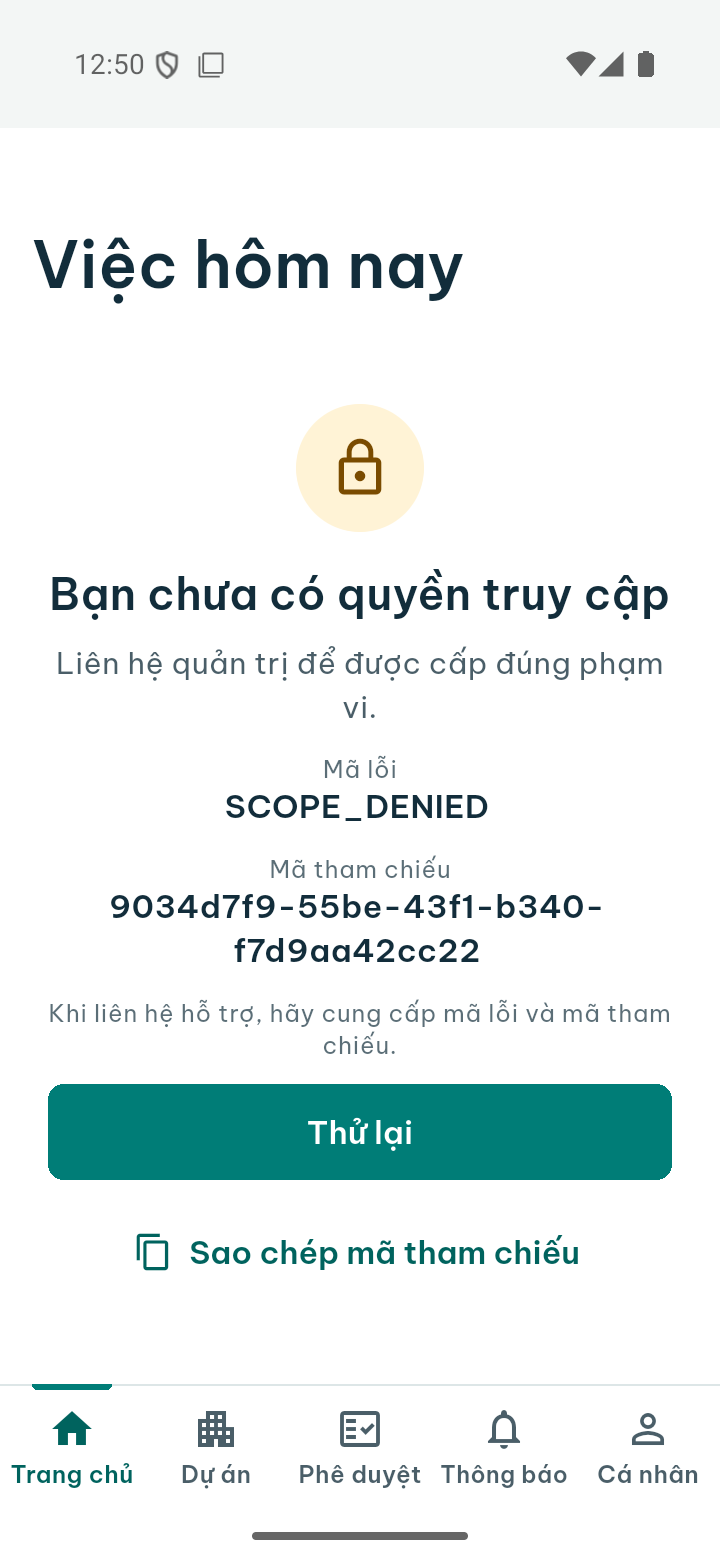 12:50
Việc hôm nay
Bạn chưa có quyền truy cập
Liên hệ quản trị để được cấp đúng phạm
vi.
Mã lỗi
SCOPE_DENIED
Mã tham chiếu
9034d7f9-55be-43f1-b340-
f7d9aa42cc22
Khi liên hệ hỗ trợ, hãy cung cấp mã lỗi và mã tham
chiếu.
Thử lại
Sao chép mã tham chiếu
Trang chủ
Dự án
Phê duyệt
Thông báo
Cá nhân